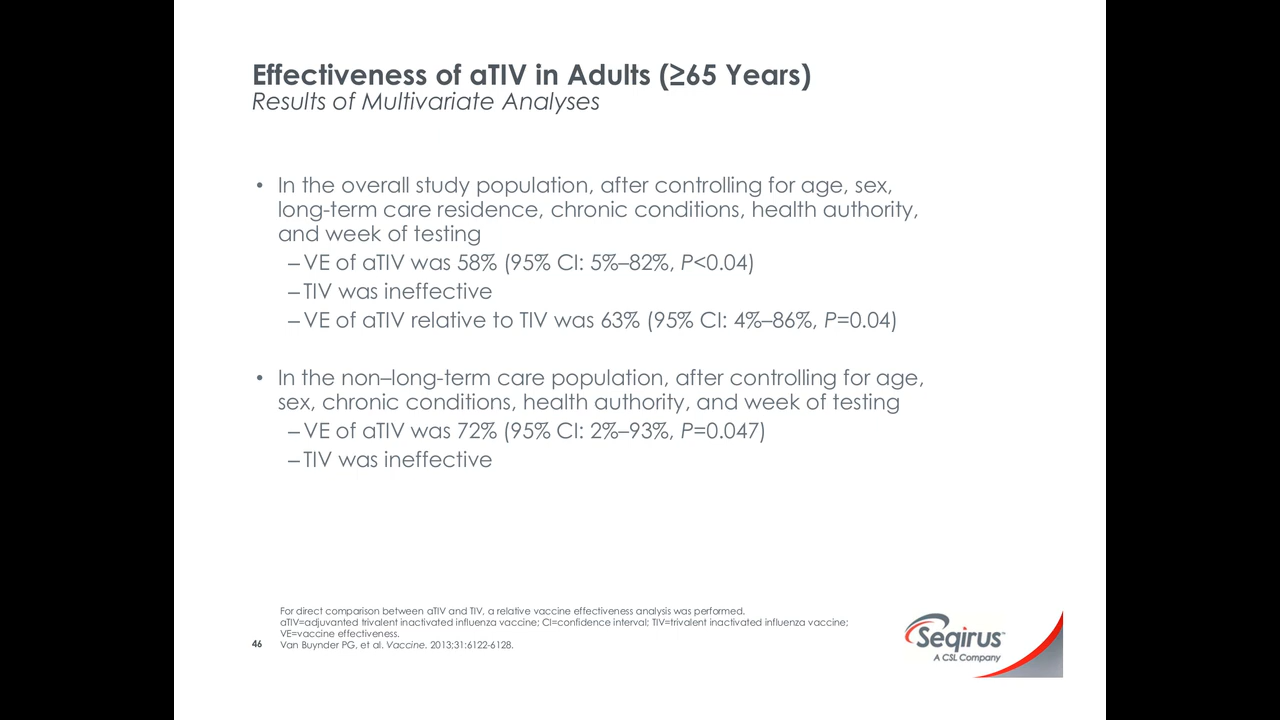 Effectiveness of aTIV in Adults (≥65 Years)
Results of Multivariate Analyses
• In the overall study population, after controlling for age, sex,
long-term care residence, chronic conditions, health authority,
and week of testing
– VE of aTIV was 58% (95% CI: 5%–82%, P<0.04)
– TIV was ineffective
– VE of aTIV relative to TIV was 63% (95% CI: 4%–86%, P=0.04)
• In the non–long-term care population, after controlling for age,
sex, chronic conditions, health authority, and week of testing
– VE of aTIV was 72% (95% CI: 2%–93%, P=0.047)
– TIV was ineffective
For direct comparison between aTIV and TIV, a relative vaccine effectiveness analysis was performed.
aTIV=adjuvanted trivalent inactivated influenza vaccine; CI=confidence interval; TIV=trivalent inactivated influenza vaccine;
VE=vaccine effectiveness.
46 Van Buynder PG, et al. Vaccine. 2013;31:6122-6128.
Seqirus™
A CSL Company